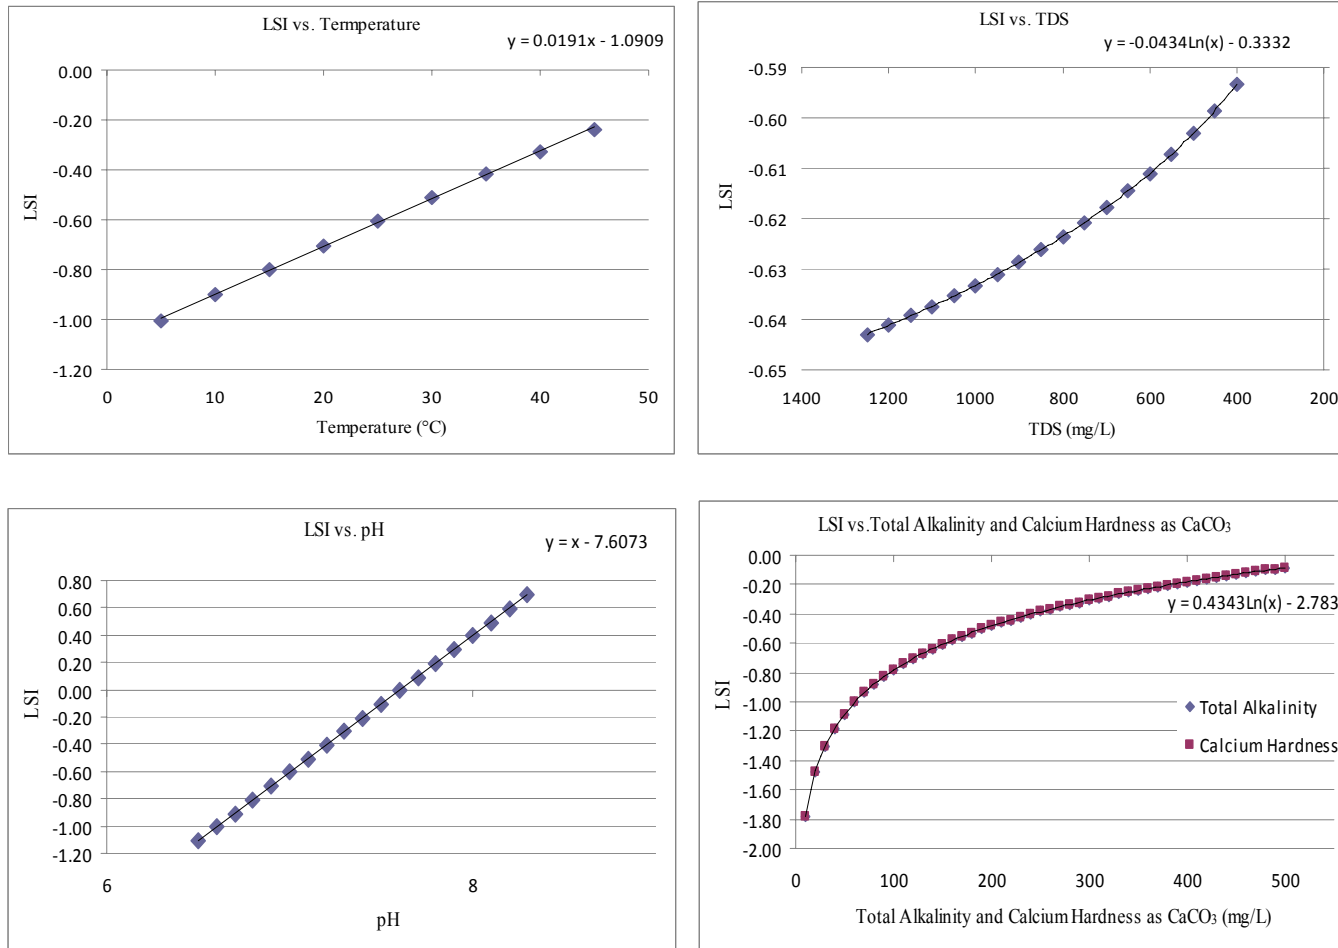 LSI vs. Termperature
y = 0.0191x - 1.0909
0.00
-0.20
-0.40
-0.60
-0.80
-1.00
-1.20
LSI
0 10 20 30 40 50
Temperature (°C)
LSI vs. TDS
y = -0.0434Ln(x) - 0.3332
-0.59
-0.60
-0.61
-0.62
-0.63
-0.64
-0.65
LSI
1400 1200 1000 800 600 400 200
TDS (mg/L)
LSI vs. pH
y = x - 7.6073
0.80
0.60
0.40
0.20
0.00
-0.20
-0.40
-0.60
-0.80
-1.00
-1.20
LSI
6 8
pH
LSI vs.Total Alkalinity and Calcium Hardness as CaCO₃
0.00
-0.20
-0.40
-0.60
-0.80
-1.00
-1.20
-1.40
-1.60
-1.80
-2.00
LSI
y = 0.4343Ln(x) - 2.783
Total Alkalinity
Calcium Hardness
0 100 200 300 400 500
Total Alkalinity and Calcium Hardness as CaCO₃ (mg/L)